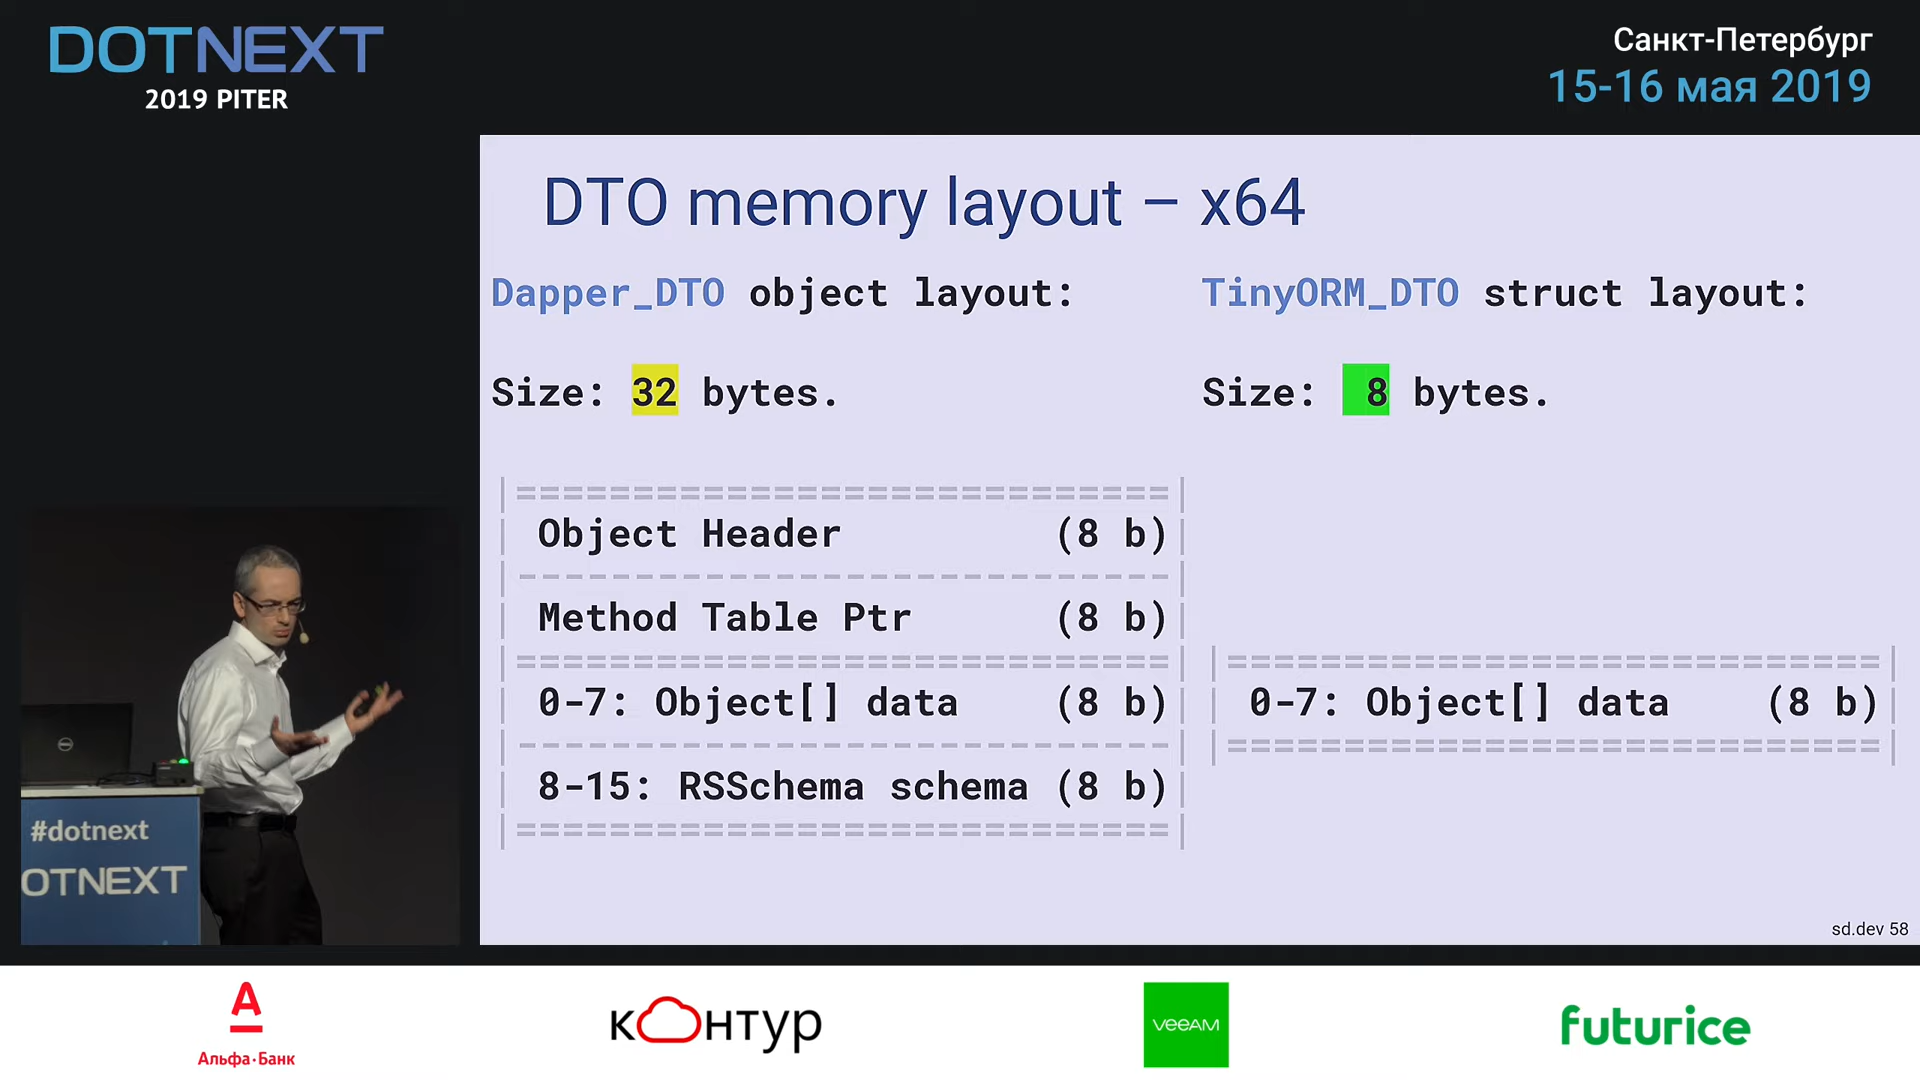 DOTNEXT
2019 PITER
Санкт-Петербург
15-16 мая 2019
DTO memory layout – x64
Dapper_DTO object layout:
Size: 32 bytes.
|============================|
| Object Header (8 b)|
|----------------------------|
| Method Table Ptr (8 b)|
|============================|
| 0-7: Object[] data (8 b)|
|----------------------------|
| 8-15: RSSchema schema (8 b)|
|============================|
TinyORM_DTO struct layout:
Size: 8 bytes.
|============================|
| 0-7: Object[] data (8 b)|
|============================|
sd.dev 58
#dotnext
OTNEXT
DELL
А
Альфа·Банк
контур
veeam
futurice